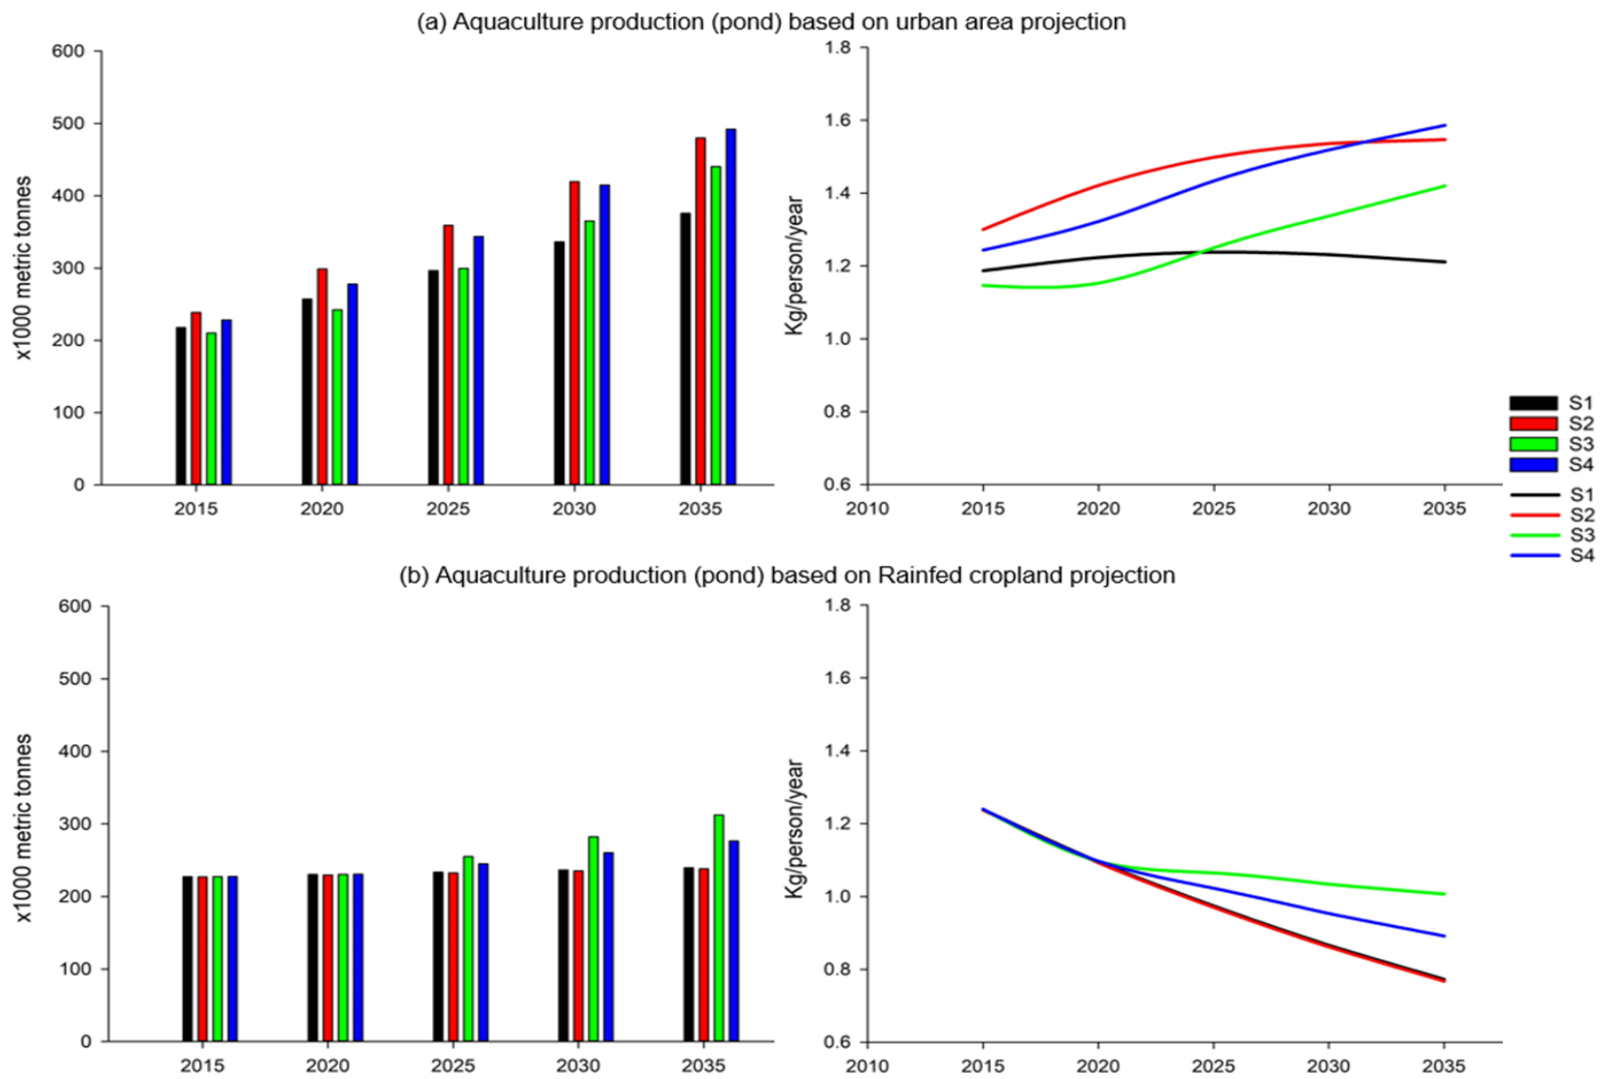 (a) Aquaculture production (pond) based on urban area projection
x1000 metric tonnes
600
500
400
300
200
100
0
2015 2020 2025 2030 2035
Kg/person/year
1.8
1.6
1.4
1.2
1.0
0.8
0.6
2010 2015 2020 2025 2030 2035
S1
S2
S3
S4
S1
S2
S3
S4
(b) Aquaculture production (pond) based on Rainfed cropland projection
x1000 metric tonnes
600
500
400
300
200
100
0
2015 2020 2025 2030 2035
Kg/person/year
1.8
1.6
1.4
1.2
1.0
0.8
0.6
2010 2015 2020 2025 2030 2035